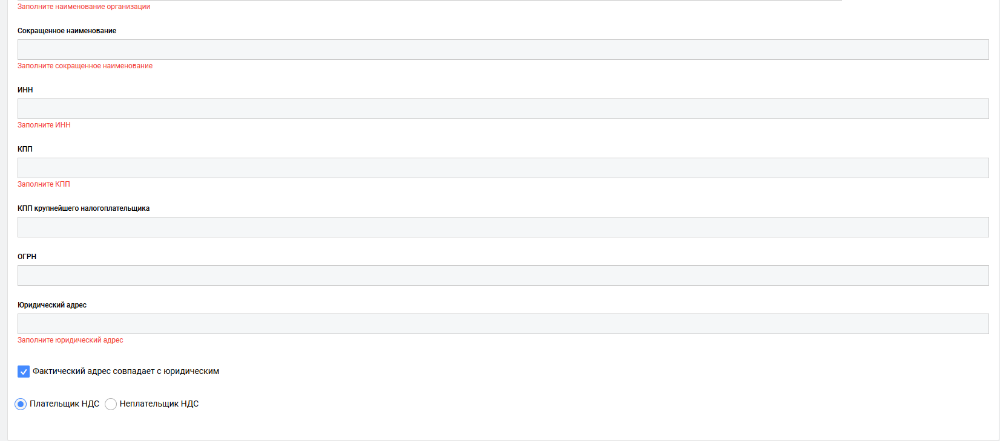 Заполните наименование организации
Сокращенное наименование
Заполните сокращенное наименование
ИНН
Заполните ИНН
КПП
Заполните КПП
КПП крупнейшего налогоплательщика
ОГРН
Юридический адрес
Заполните юридический адрес
Фактический адрес совпадает с юридическим
Плательщик НДС Неплательщик НДС